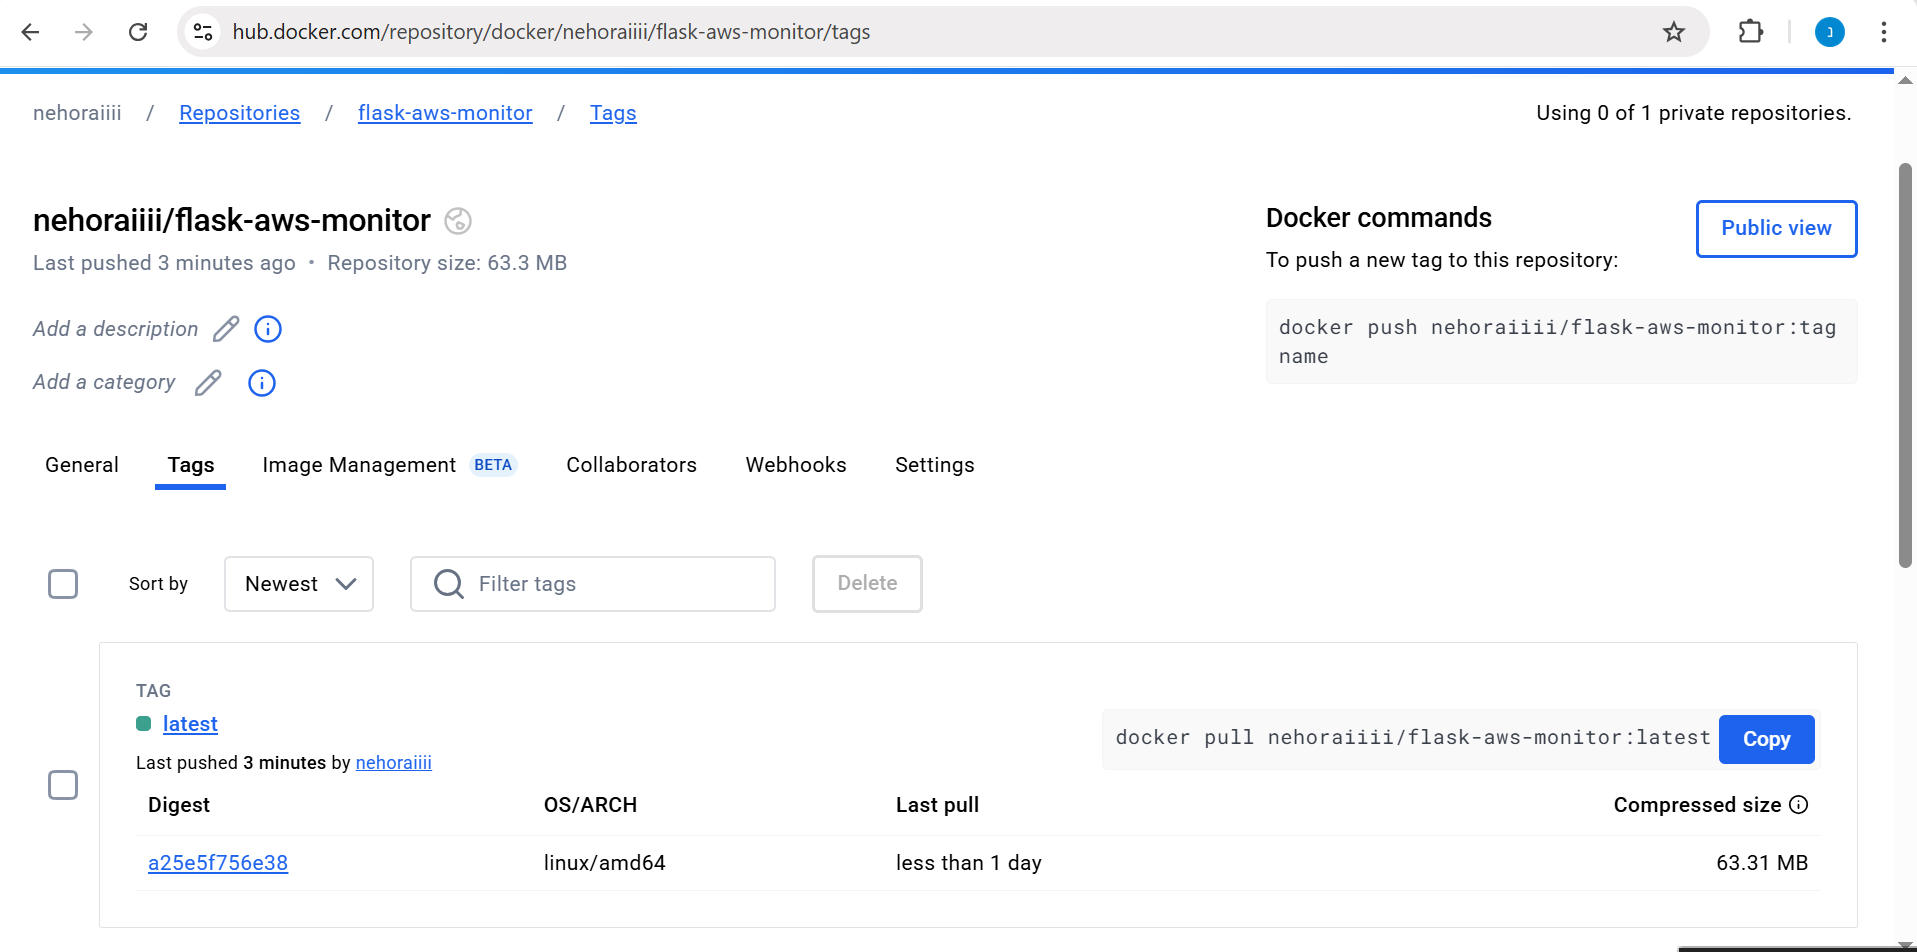 hub.docker.com/repository/docker/nehoraiiii/flask-aws-monitor/tags
נ
nehoraiiii / Repositories / flask-aws-monitor / Tags
Using 0 of 1 private repositories.
nehoraiiii/flask-aws-monitor
Last pushed 3 minutes ago • Repository size: 63.3 MB
Add a description
Add a category
Docker commands
Public view
To push a new tag to this repository:
docker push nehoraiiii/flask-aws-monitor:tag
name
General Tags Image Management BETA Collaborators Webhooks Settings
Sort by Newest Filter tags Delete
TAG
latest
docker pull nehoraiiii/flask-aws-monitor:latest Copy
Last pushed 3 minutes by nehoraiiii
Digest OS/ARCH Last pull Compressed size
a25e5f756e38 linux/amd64 less than 1 day 63.31 MB